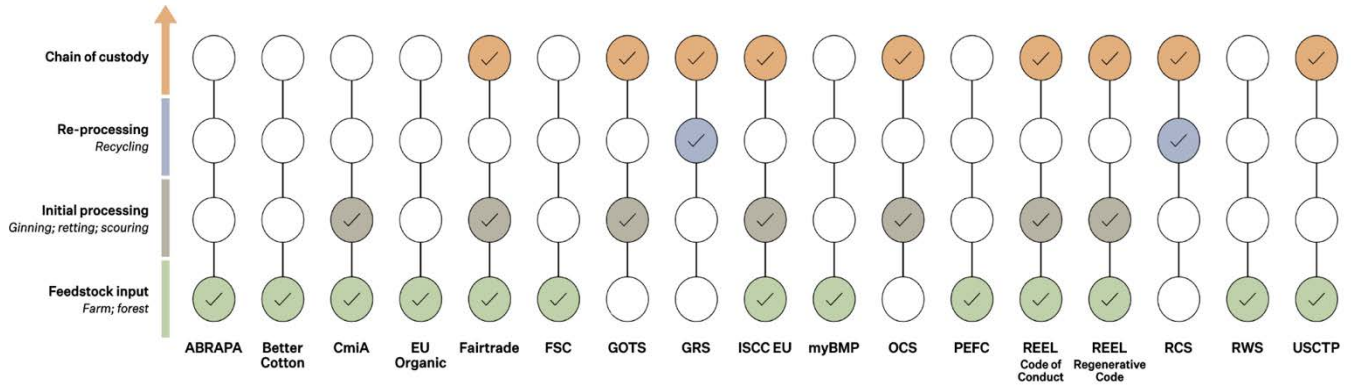 Chain of custody
Re-processing
Recycling
Initial processing
Ginning; retting; scouring
Feedstock input
Farm; forest
ABRAPA
Better
Cotton
CmiA
EU
Organic
Fairtrade
FSC
GOTS
GRS
ISCC EU
myBMP
OCS
PEFC
REEL
Code of
Conduct
REEL
Regenerative
Code
RCS
RWS
USCTP